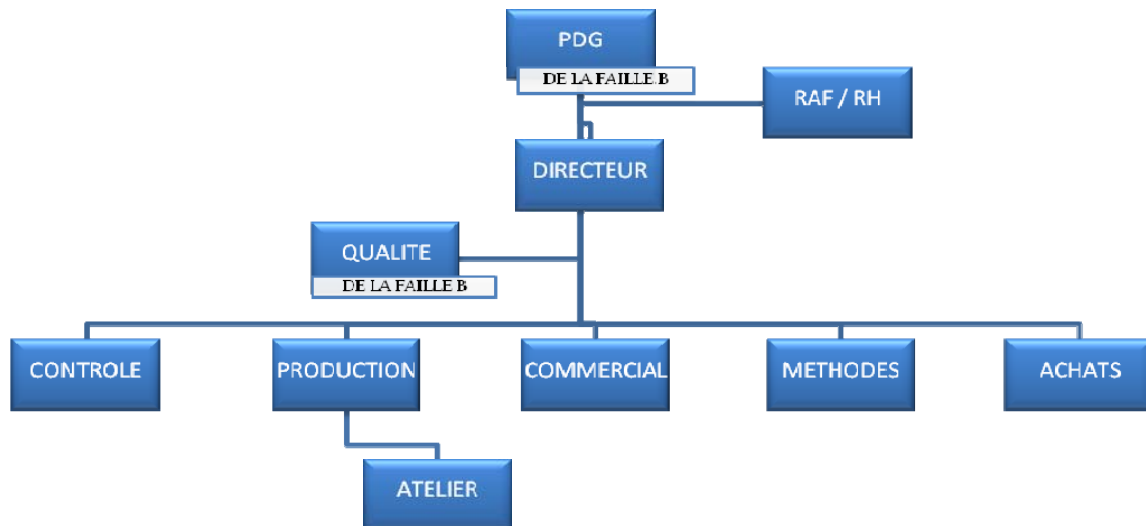 PDG
DE LA FAILLE.B
RAF / RH
DIRECTEUR
QUALITE
DE LA FAILLE B
CONTROLE
PRODUCTION
COMMERCIAL
METHODES
ACHATS
ATELIER